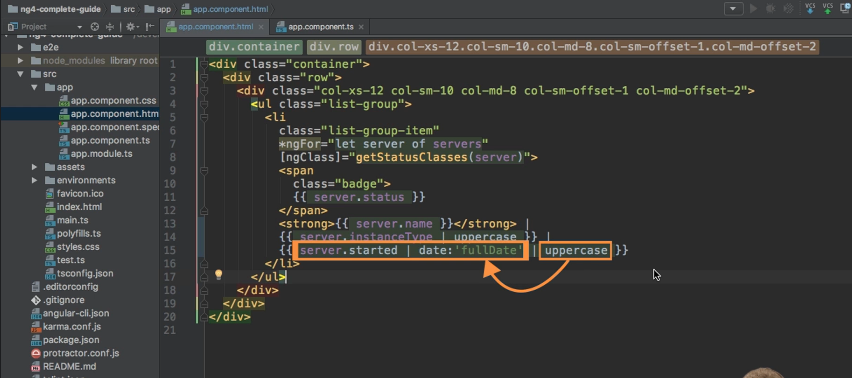 ng4-complete-guide src app app.component.html
VCS VCS
Project app.component.html app.component.ts
ng4-complete-guide
e2e
node_modules library root
src
app
app.component.css
app.component.htm
app.component.spe
app.component.ts
app.module.ts
assets
environments
favicon.ico
index.html
main.ts
polyfills.ts
styles.css
test.ts
tsconfig.json
.editorconfig
.gitignore
angular-cli.json
karma.conf.js
package.json
protractor.conf.js
README.md
div.container div.row div.col-xs-12.col-sm-10.col-md-8.col-sm-offset-1.col-md-offset-2
1 <div class="container">
2 <div class="row">
3 <div class="col-xs-12 col-sm-10 col-md-8 col-sm-offset-1 col-md-offset-2">
4 <ul class="list-group">
5 <li
6 class="list-group-item"
7 *ngFor="let server of servers"
8 [ngClass]="getStatusClasses(server)">
9 <span
10 class="badge">
11 {{ server.status }}
12 </span>
13 <strong>{{ server.name }}</strong> |
14 {{ server.instanceType | uppercase }} |
15 {{ server.started | date:'fullDate' | uppercase }}
16 </li>
17 </ul>
18 </div>
19 </div>
20 </div>
21